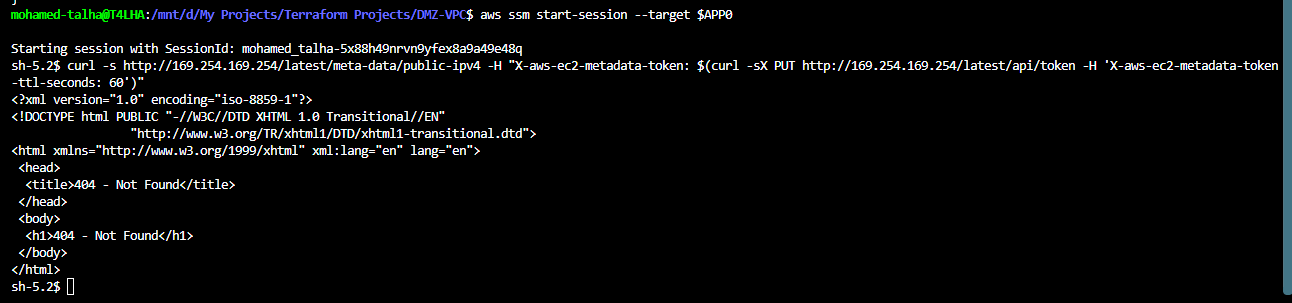 }
mohamed-talha@T4LHA:/mnt/d/My Projects/Terraform Projects/DMZ-VPC$ aws ssm start-session --target $APP0

Starting session with SessionId: mohamed_talha-5x88h49nrvn9yfex8a9a49e48q
sh-5.2$ curl -s http://169.254.169.254/latest/meta-data/public-ipv4 -H "X-aws-ec2-metadata-token: $(curl -sX PUT http://169.254.169.254/latest/api/token -H 'X-aws-ec2-metadata-token
-ttl-seconds: 60')"
<?xml version="1.0" encoding="iso-8859-1"?>
<!DOCTYPE html PUBLIC "-//W3C//DTD XHTML 1.0 Transitional//EN"
                "http://www.w3.org/TR/xhtml1/DTD/xhtml1-transitional.dtd">
<html xmlns="http://www.w3.org/1999/xhtml" xml:lang="en" lang="en">
 <head>
  <title>404 - Not Found</title>
 </head>
 <body>
  <h1>404 - Not Found</h1>
 </body>
</html>
sh-5.2$